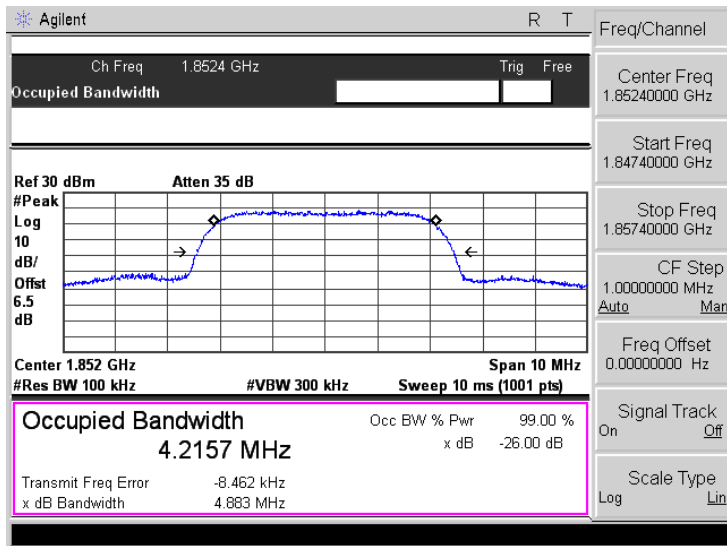 Agilent R T
Freq/Channel
Ch Freq 1.8524 GHz Trig Free
Occupied Bandwidth
Center Freq
1.85240000 GHz
Start Freq
1.84740000 GHz
Stop Freq
1.85740000 GHz
CF Step
1.00000000 MHz
Auto Man
Freq Offset
0.00000000 Hz
Signal Track
On Off
Scale Type
Log Lin
Ref 30 dBm Atten 35 dB
#Peak
Log
10
dB/
Offst
6.5
dB
Center 1.852 GHz Span 10 MHz
#Res BW 100 kHz #VBW 300 kHz Sweep 10 ms (1001 pts)
Occupied Bandwidth Occ BW % Pwr 99.00 %
4.2157 MHz x dB -26.00 dB
Transmit Freq Error -8.462 kHz
x dB Bandwidth 4.883 MHz